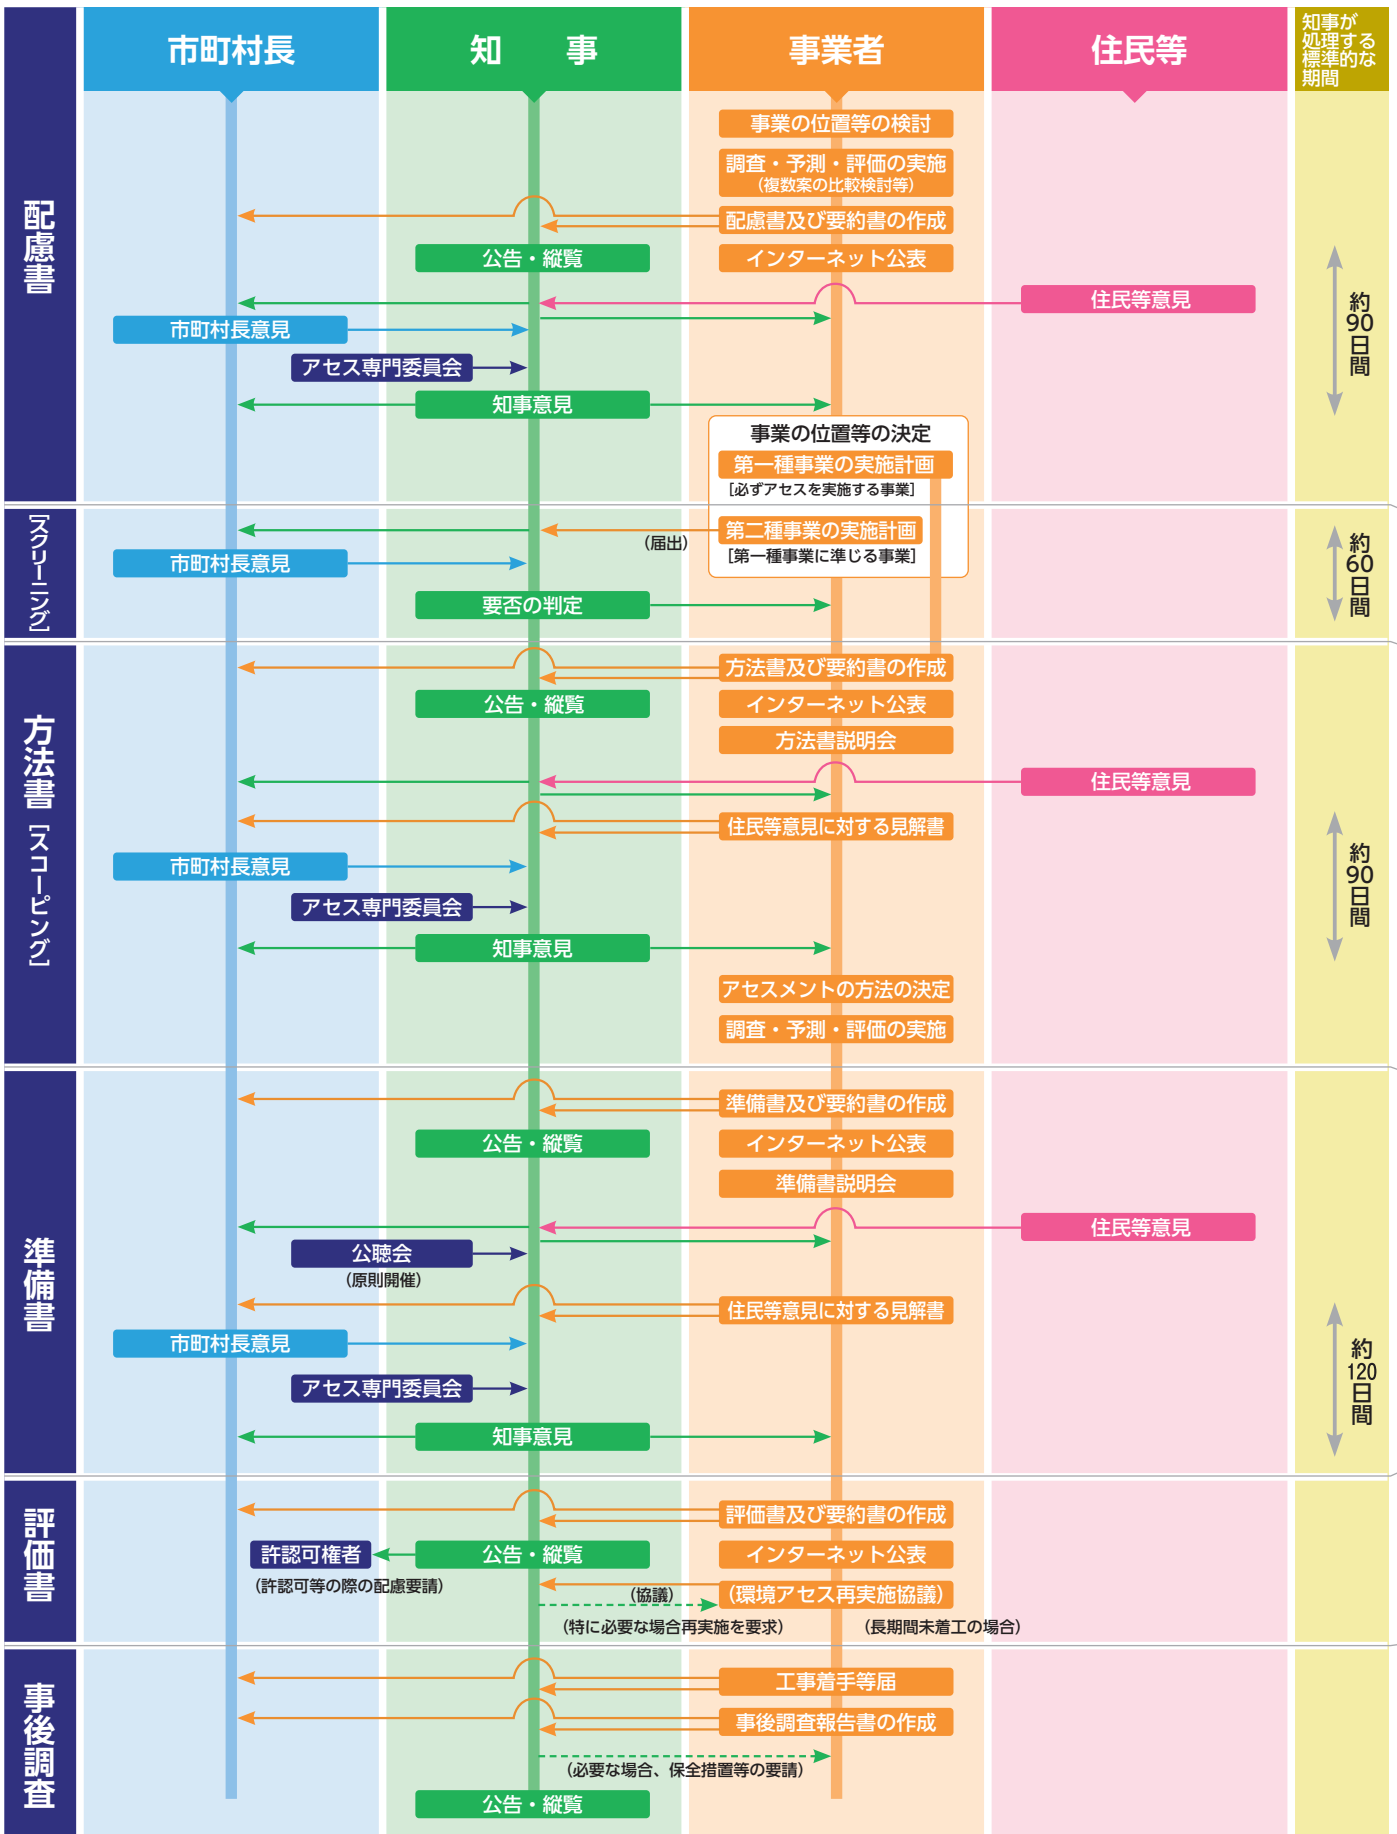 市町村長
知　事
事業者
住民等
知事が
処理する
標準的な
期間
配慮書
事業の位置等の検討
調査・予測・評価の実施
（複数案の比較検討等）
配慮書及び要約書の作成
公告・縦覧
インターネット公表
住民等意見
市町村長意見
アセス専門委員会
知事意見
約90日間
事業の位置等の決定
第一種事業の実施計画
［必ずアセスを実施する事業］
［スクリーニング］
第二種事業の実施計画
（届出）
［第一種事業に準じる事業］
市町村長意見
要否の判定
約60日間
方法書［スコーピング］
方法書及び要約書の作成
公告・縦覧
インターネット公表
方法書説明会
住民等意見
住民等意見に対する見解書
市町村長意見
アセス専門委員会
知事意見
約90日間
アセスメントの方法の決定
調査・予測・評価の実施
準備書
準備書及び要約書の作成
公告・縦覧
インターネット公表
準備書説明会
住民等意見
公聴会
（原則開催）
住民等意見に対する見解書
市町村長意見
アセス専門委員会
知事意見
約120日間
評価書
評価書及び要約書の作成
許認可権者
公告・縦覧
インターネット公表
（許認可等の際の配慮要請）
（協議）
（環境アセス再実施協議）
（特に必要な場合再実施を要求）
（長期間未着工の場合）
事後調査
工事着手等届
事後調査報告書の作成
（必要な場合、保全措置等の要請）
公告・縦覧